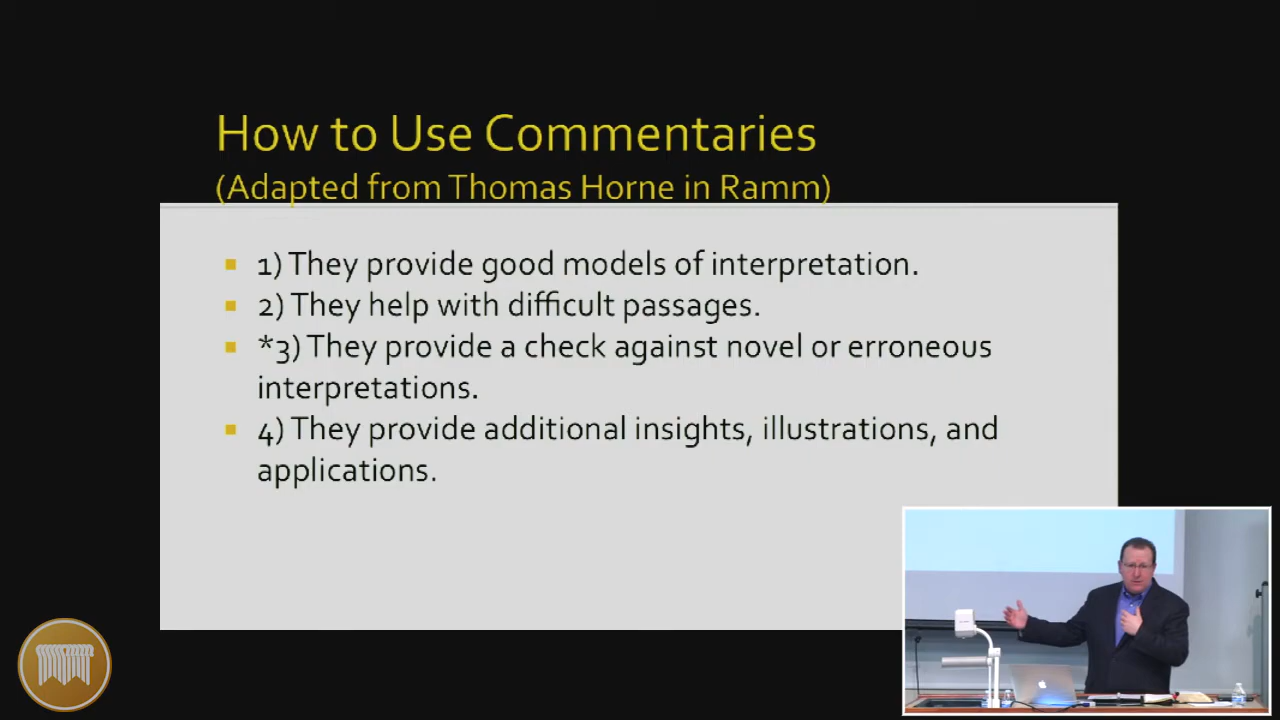 How to Use Commentaries
(Adapted from Thomas Horne in Ramm)
1) They provide good models of interpretation.
2) They help with difficult passages.
*3) They provide a check against novel or erroneous
interpretations.
4) They provide additional insights, illustrations, and
applications.